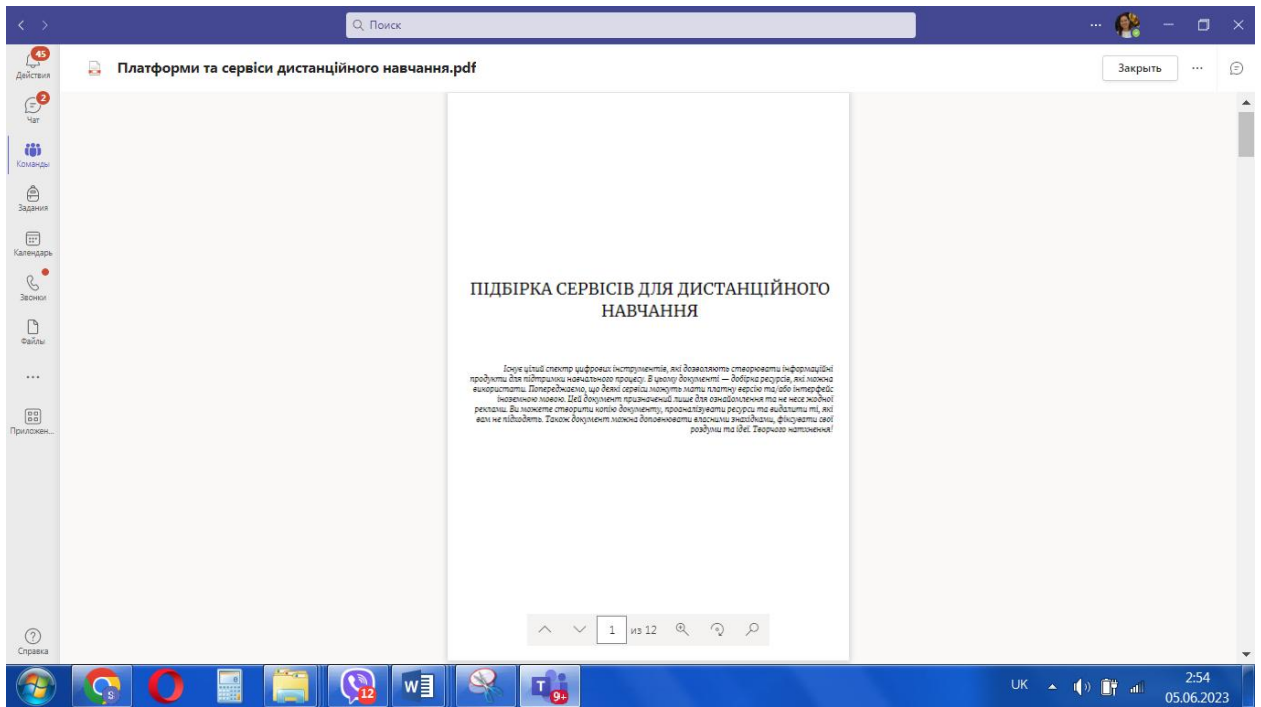 Поиск
45
Действия
Платформи та сервіси дистанційного навчання.pdf
Закрыть
2
Чат
Команды
Задания
Календарь
Звонки
Файлы
Приложен...
Справка
ПІДБІРКА СЕРВІСІВ ДЛЯ ДИСТАНЦІЙНОГО
НАВЧАННЯ
Існує цілий спектр цифрових інструментів, які дозволяють створювати інформаційні
продукти для підтримки навчального процесу. В цьому документі — добірка ресурсів, які можна
використати. Попереджаємо, що деякі сервіси можуть мати платну версію та/або інтерфейс
іноземною мовою. Цей документ призначений лише для ознайомлення та не несе жодної
реклами. Ви можете створити копію документу, проаналізувати ресурси та видалити ті, які
вам не підходять. Також документ можна доповнювати власними знахідками, фіксувати свої
роздуми та ідеї. Творчого натхнення!
1 из 12
S
12
W
T
9+
UK
2:54
05.06.2023